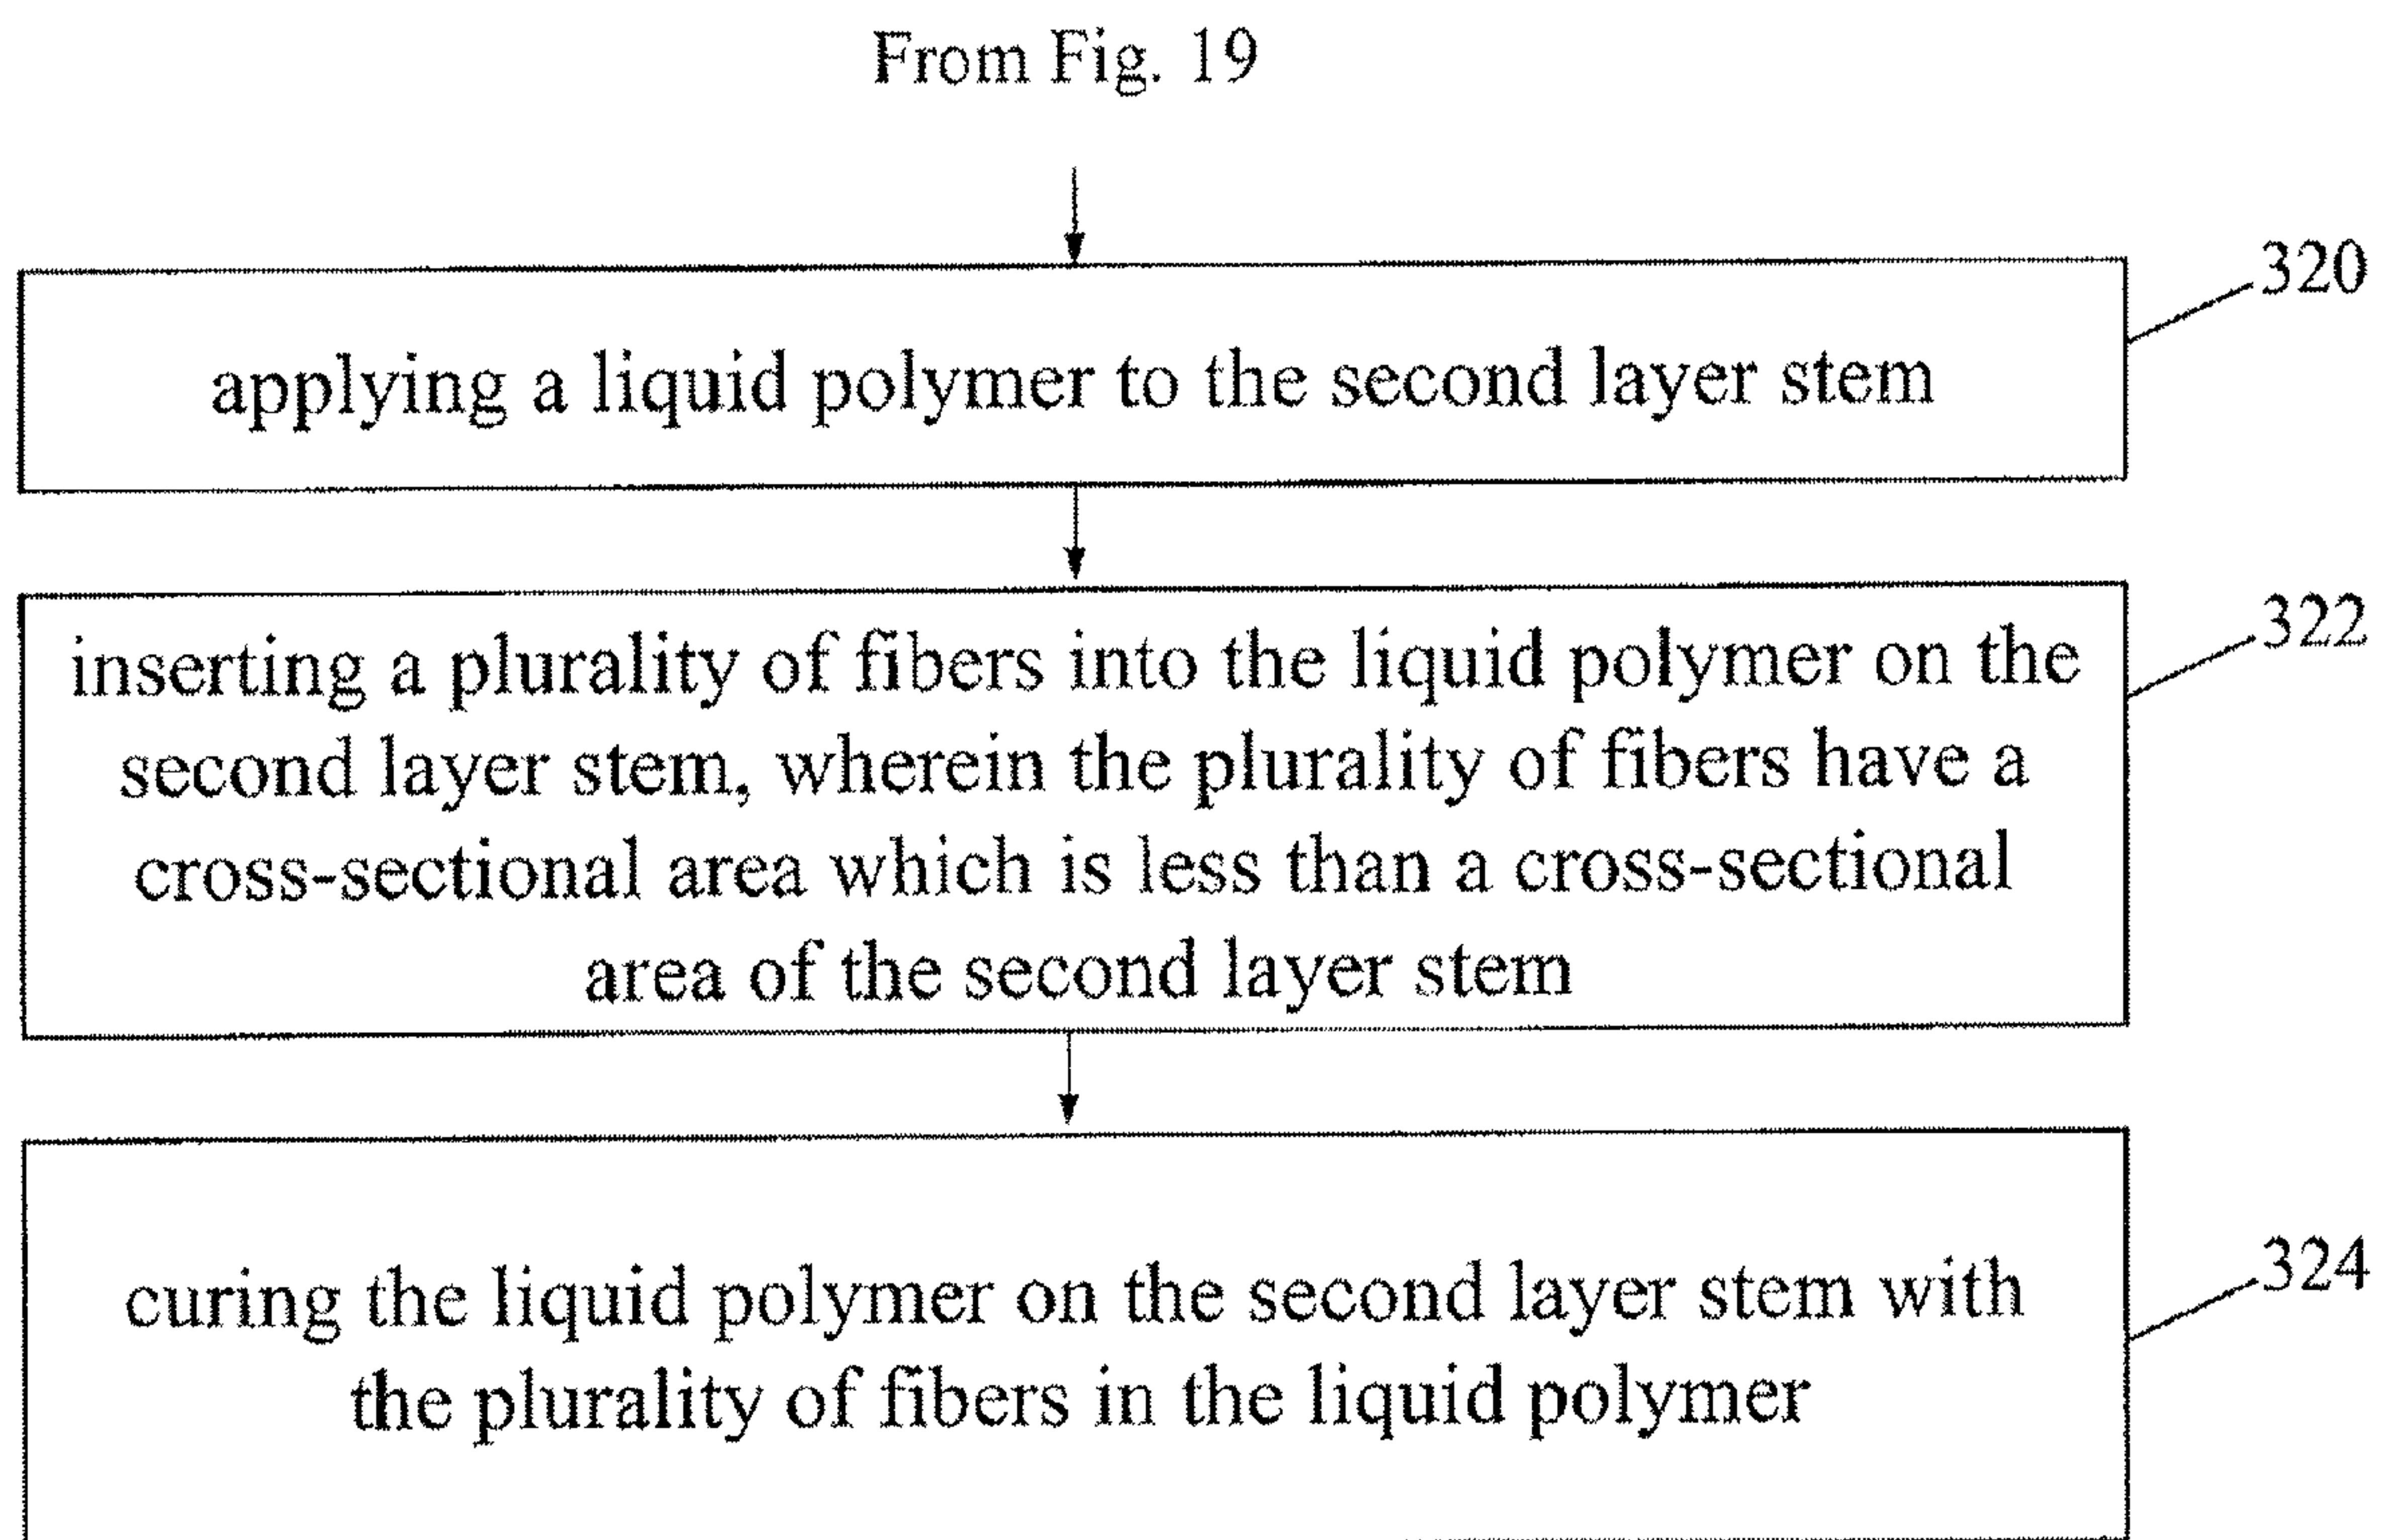 From Fig. 19
320
applying a liquid polymer to the second layer stem
322
inserting a plurality of fibers into the liquid polymer on the
second layer stem, wherein the plurality of fibers have a
cross-sectional area which is less than a cross-sectional
area of the second layer stem
324
curing the liquid polymer on the second layer stem with
the plurality of fibers in the liquid polymer